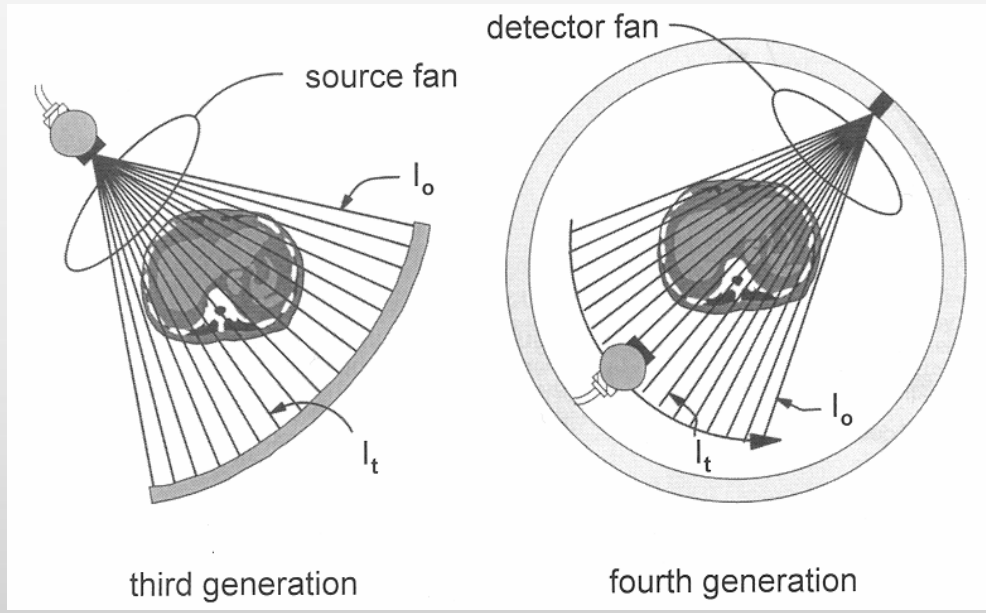 detector fan
source fan
Io
It
Io
It
third generation
fourth generation